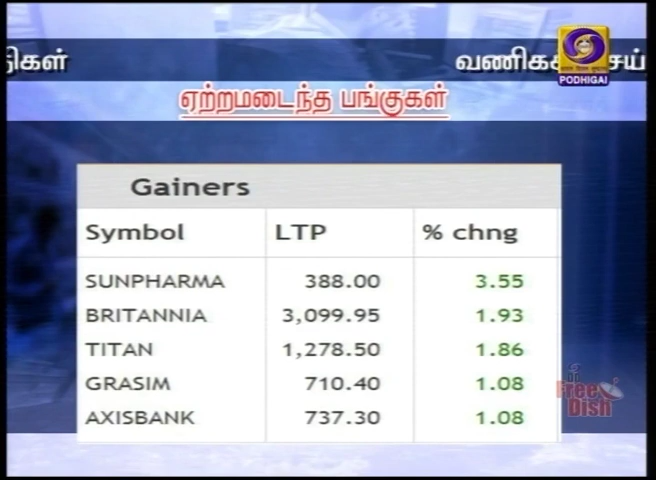 திகள்
வணிகச் செய்
PODHIGAI
ஏற்றமடைந்த பங்குகள்
Gainers
Symbol LTP % chng
SUNPHARMA 388.00 3.55
BRITANNIA 3,099.95 1.93
TITAN 1,278.50 1.86
GRASIM 710.40 1.08
AXISBANK 737.30 1.08
DD
Free
Dish